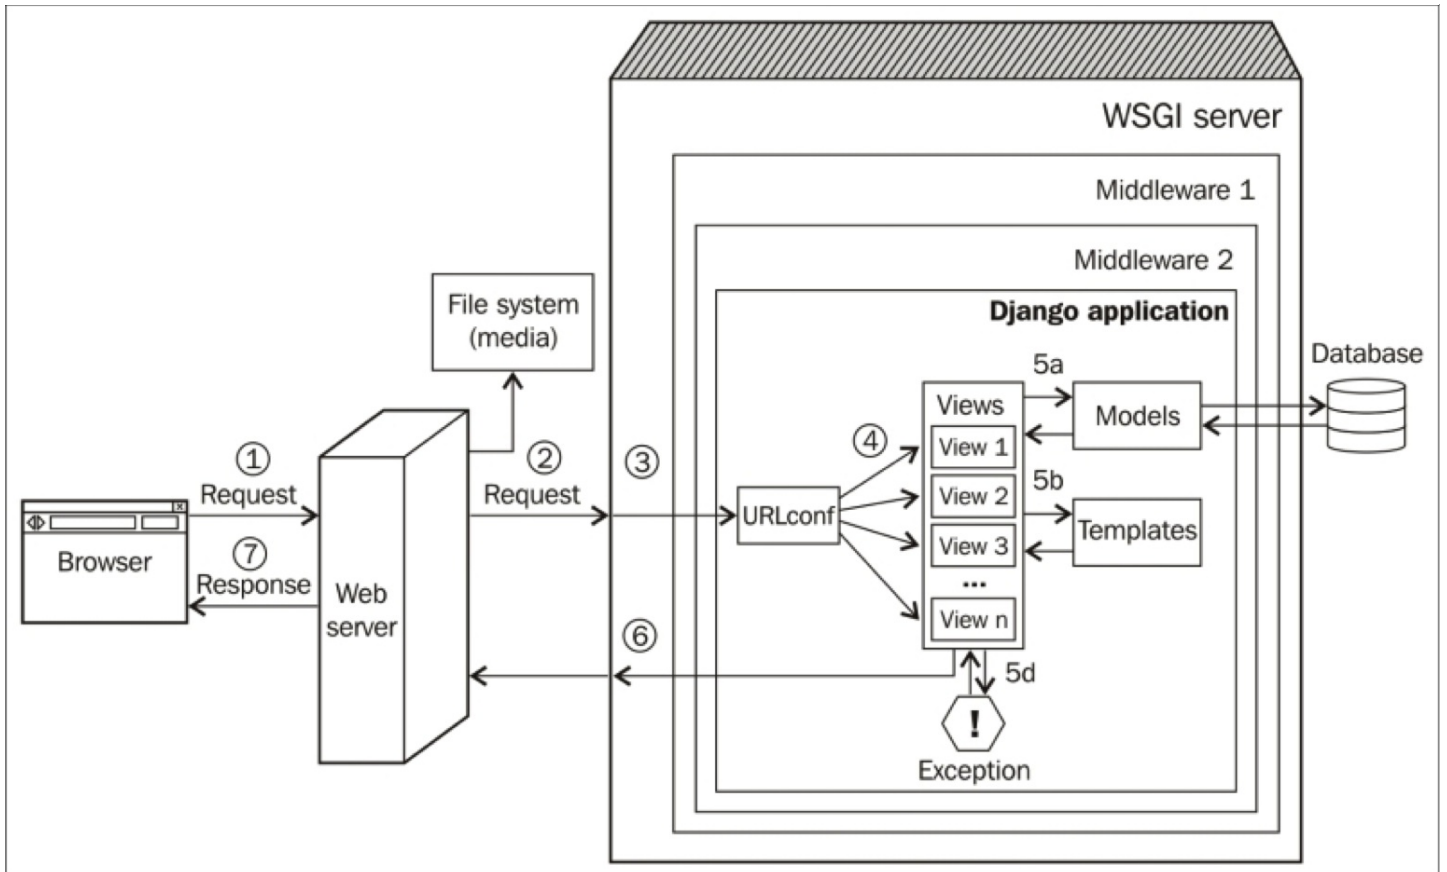 WSGI server
Middleware 1
Middleware 2
Django application
File system
(media)
Database
5a
Views
Models
① 
Request
②
Request
③
④
View 1
View 2
5b
URLconf
View 3
Templates
...
View n
Browser
⑦
Response
Web
server
⑥
5d
!
Exception
x